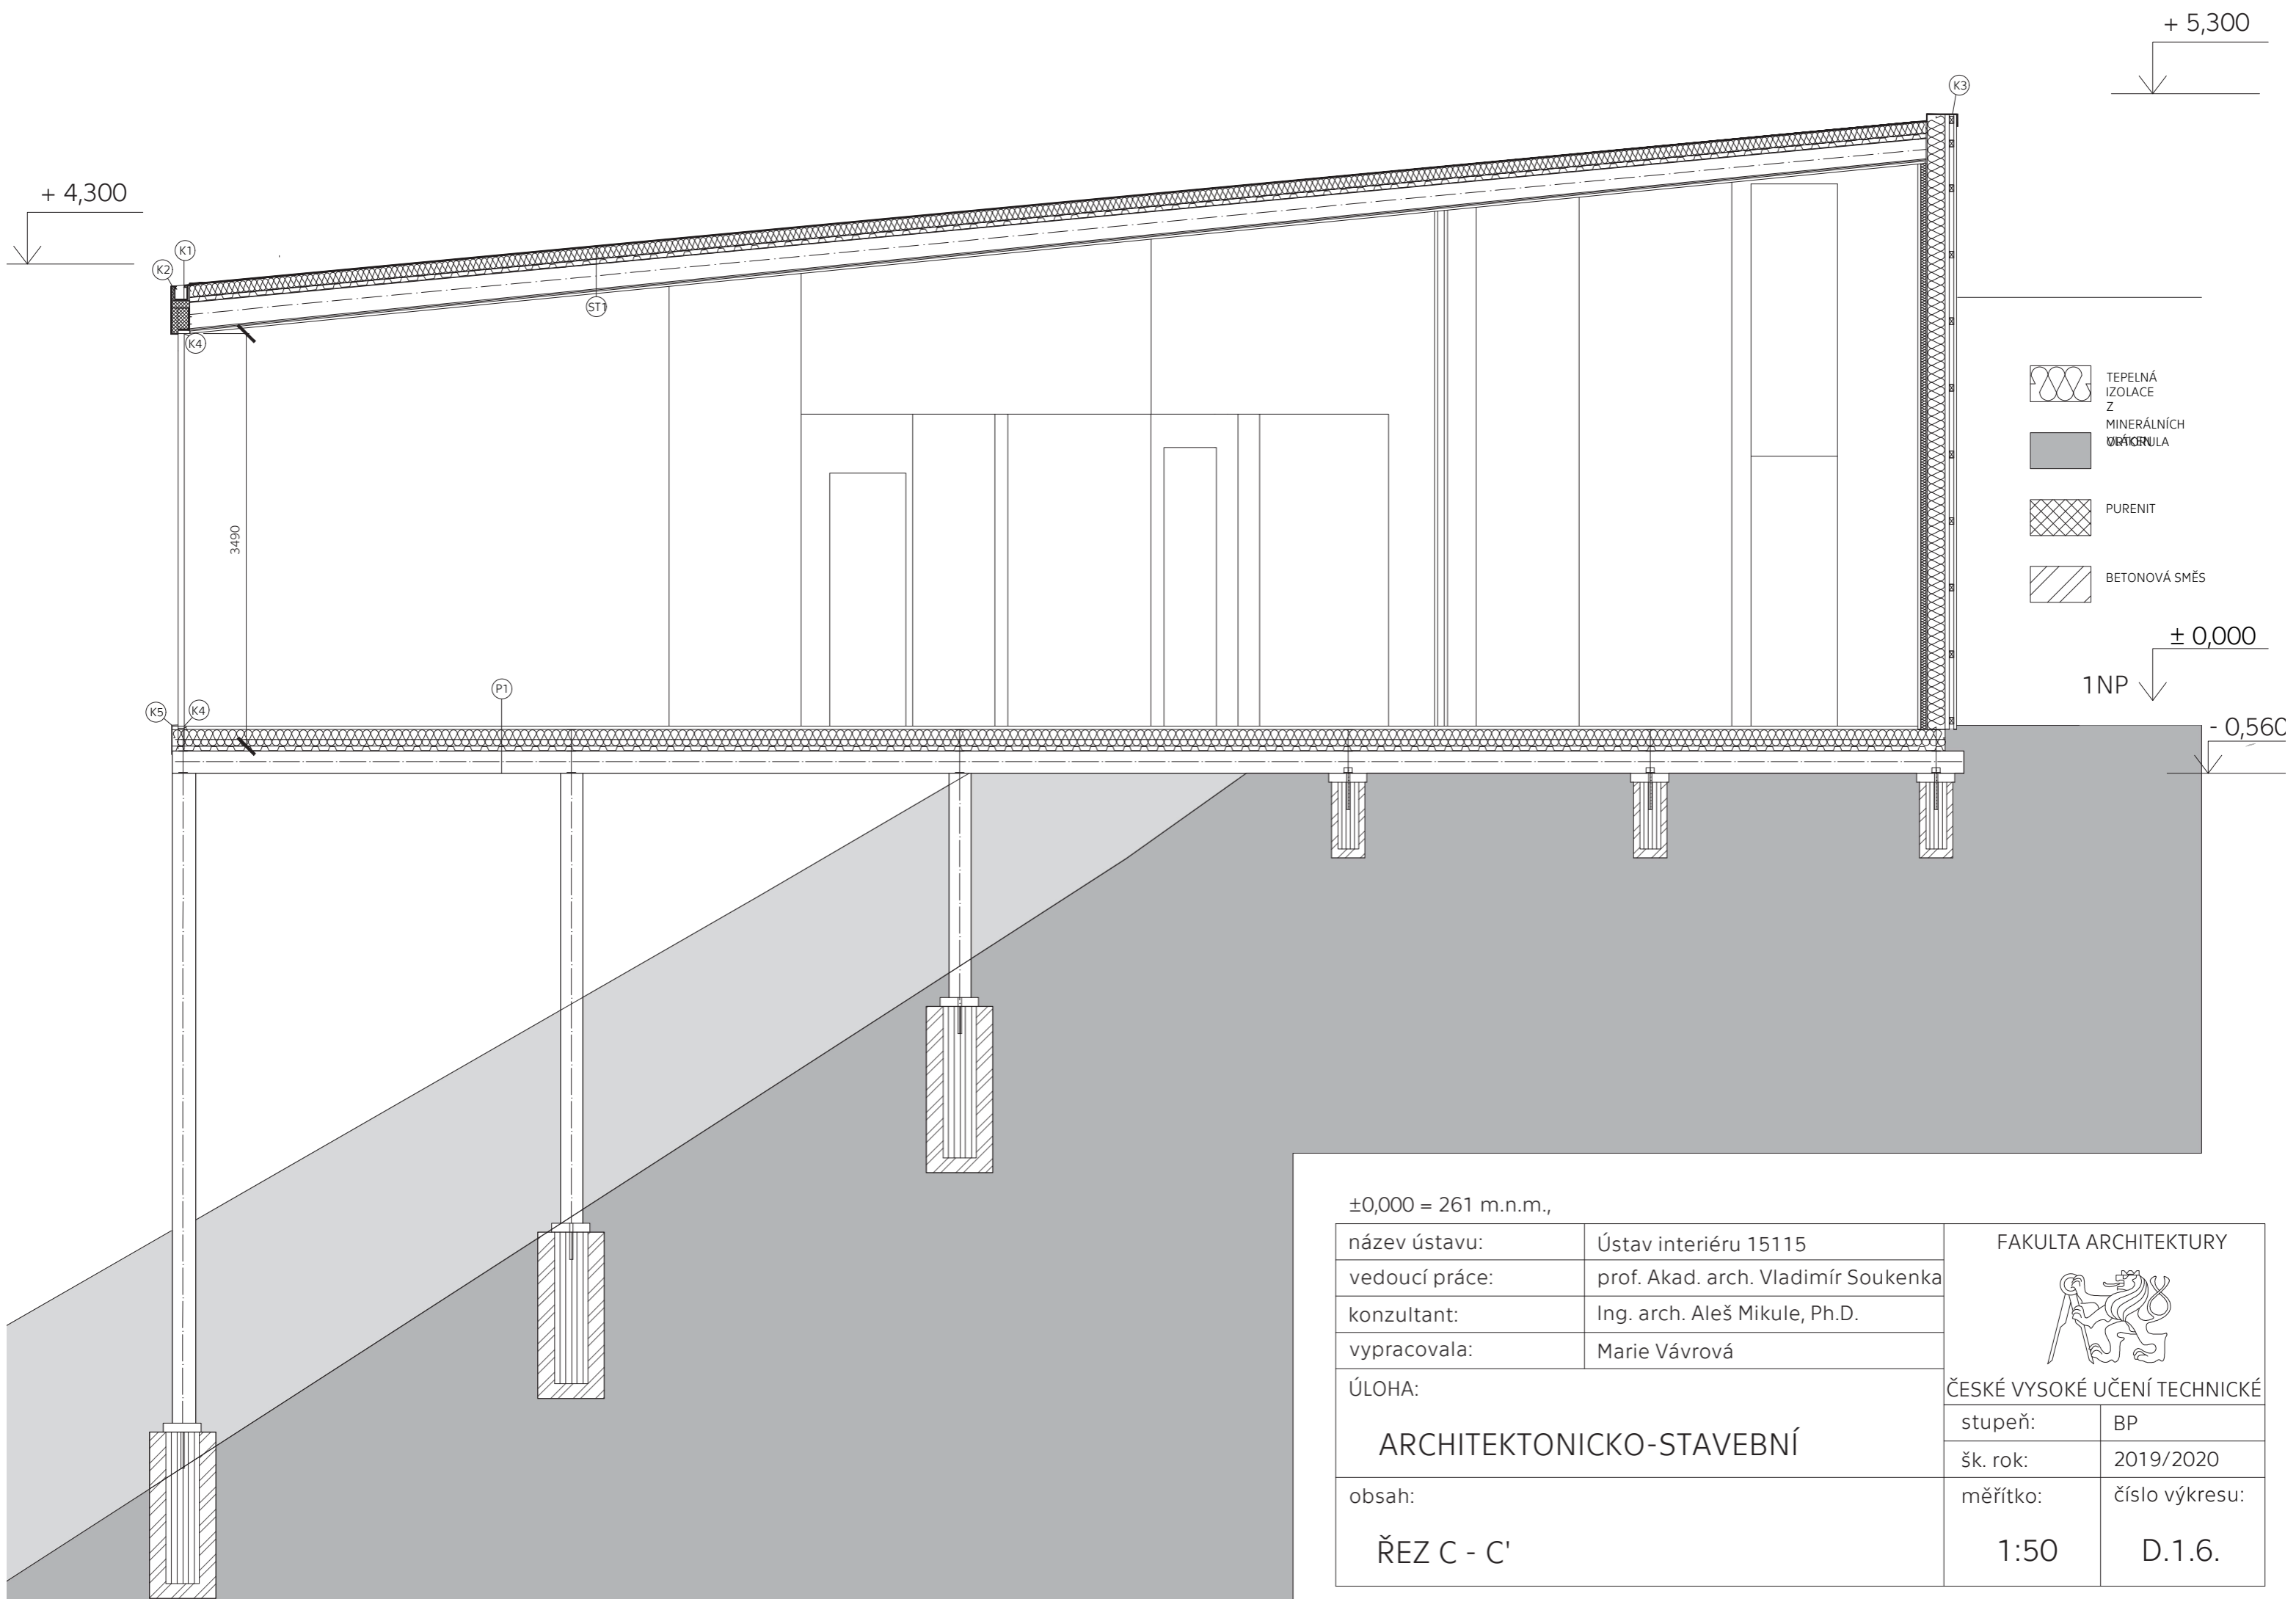 + 5,300
K3
+ 4,300
K1
K2
ST1
K4
3490
TEPELNÁ
IZOLACE
Z
MINERÁLNÍCH
PURENIT
BETONOVÁ SMĚS
± 0,000
1NP
- 0,560
P1
K5
K4
±0,000 = 261 m.n.m.,
název ústavu: Ústav interiéru 15115
vedoucí práce: prof. Akad. arch. Vladimír Soukenka
konzultant: Ing. arch. Aleš Mikule, Ph.D.
vypracovala: Marie Vávrová
ÚLOHA:
ARCHITEKTONICKO-STAVEBNÍ
obsah:
ŘEZ C - C'
FAKULTA ARCHITEKTURY
ČESKÉ VYSOKÉ UČENÍ TECHNICKÉ
stupeň: BP
šk. rok: 2019/2020
měřítko: číslo výkresu:
1:50 D.1.6.